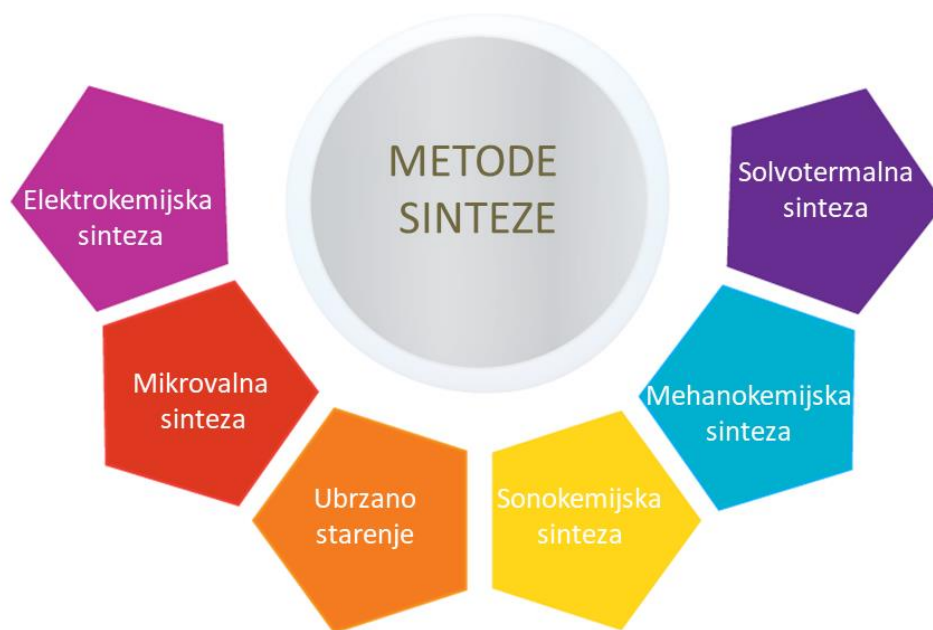 METODE
SINTEZE
Elektrokemijska
sinteza
Mikrovalna
sinteza
Ubrzano
starenje
Sonokemijska
sinteza
Mehanokemijska
sinteza
Solvotermalna
sinteza